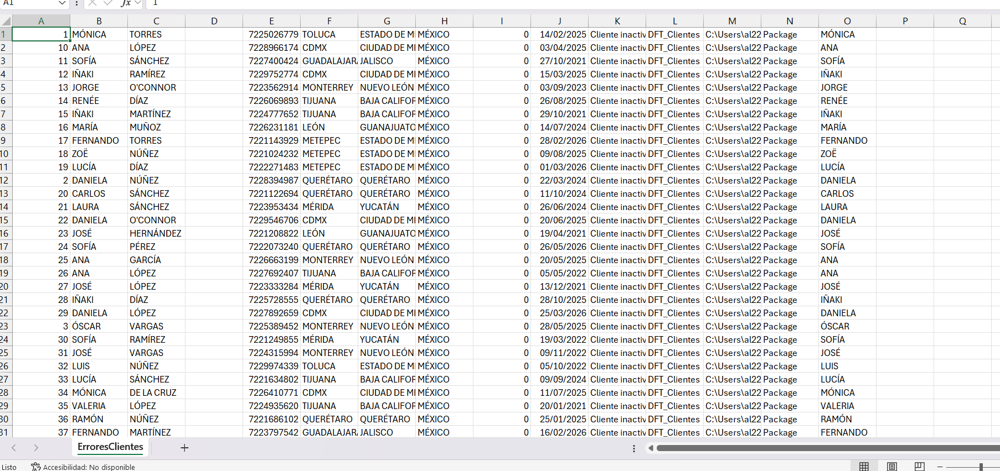 A1 fx 1
A B C D E F G H I J K L M N O P Q
1 1 MÓNICA TORRES 7225026779 TOLUCA ESTADO DE MI MÉXICO 0 14/02/2025 Cliente inactiv DFT_Clientes C:\Users\al22 Package MÓNICA
2 10 ANA LÓPEZ 7228966174 CDMX CIUDAD DE MI MÉXICO 0 03/04/2025 Cliente inactiv DFT_Clientes C:\Users\al22 Package ANA
3 11 SOFÍA SÁNCHEZ 7227400424 GUADALAJAR JALISCO MÉXICO 0 27/10/2021 Cliente inactiv DFT_Clientes C:\Users\al22 Package SOFÍA
4 12 IÑAKI RAMÍREZ 7229752774 CDMX CIUDAD DE MI MÉXICO 0 15/03/2025 Cliente inactiv DFT_Clientes C:\Users\al22 Package IÑAKI
5 13 JORGE O'CONNOR 7223562914 MONTERREY NUEVO LEÓN MÉXICO 0 03/09/2023 Cliente inactiv DFT_Clientes C:\Users\al22 Package JORGE
6 14 RENÉE DÍAZ 7226069893 TIJUANA BAJA CALIFOR MÉXICO 0 26/08/2025 Cliente inactiv DFT_Clientes C:\Users\al22 Package RENÉE
7 15 IÑAKI MARTÍNEZ 7224777652 TIJUANA BAJA CALIFOR MÉXICO 0 29/10/2021 Cliente inactiv DFT_Clientes C:\Users\al22 Package IÑAKI
8 16 MARÍA MUÑOZ 7226231181 LEÓN GUANAJUATO MÉXICO 0 14/07/2024 Cliente inactiv DFT_Clientes C:\Users\al22 Package MARÍA
9 17 FERNANDO TORRES 7221143929 METEPEC ESTADO DE MI MÉXICO 0 28/02/2026 Cliente inactiv DFT_Clientes C:\Users\al22 Package FERNANDO
10 18 ZOË NÚÑEZ 7221024232 METEPEC ESTADO DE MI MÉXICO 0 09/08/2025 Cliente inactiv DFT_Clientes C:\Users\al22 Package ZOË
11 19 LUCÍA DÍAZ 7222271483 METEPEC ESTADO DE MI MÉXICO 0 01/03/2026 Cliente inactiv DFT_Clientes C:\Users\al22 Package LUCÍA
12 2 DANIELA NÚÑEZ 7228394987 QUERÉTARO QUERÉTARO MÉXICO 0 22/03/2024 Cliente inactiv DFT_Clientes C:\Users\al22 Package DANIELA
13 20 CARLOS SÁNCHEZ 7221122694 QUERÉTARO QUERÉTARO MÉXICO 0 11/10/2024 Cliente inactiv DFT_Clientes C:\Users\al22 Package CARLOS
14 21 LAURA SÁNCHEZ 7223953434 MÉRIDA YUCATÁN MÉXICO 0 26/06/2024 Cliente inactiv DFT_Clientes C:\Users\al22 Package LAURA
15 22 DANIELA O'CONNOR 7229546706 CDMX CIUDAD DE MI MÉXICO 0 20/06/2025 Cliente inactiv DFT_Clientes C:\Users\al22 Package DANIELA
16 23 JOSÉ HERNÁNDEZ 7221208822 LEÓN GUANAJUATO MÉXICO 0 19/04/2021 Cliente inactiv DFT_Clientes C:\Users\al22 Package JOSÉ
17 24 SOFÍA PÉREZ 7222073240 QUERÉTARO QUERÉTARO MÉXICO 0 26/05/2026 Cliente inactiv DFT_Clientes C:\Users\al22 Package SOFÍA
18 25 ANA GARCÍA 7226663199 MONTERREY NUEVO LEÓN MÉXICO 0 20/05/2025 Cliente inactiv DFT_Clientes C:\Users\al22 Package ANA
19 26 ANA LÓPEZ 7227692407 TIJUANA BAJA CALIFOR MÉXICO 0 05/05/2022 Cliente inactiv DFT_Clientes C:\Users\al22 Package ANA
20 27 JOSÉ LÓPEZ 7223333284 MÉRIDA YUCATÁN MÉXICO 0 13/12/2021 Cliente inactiv DFT_Clientes C:\Users\al22 Package JOSÉ
21 28 IÑAKI DÍAZ 7225728555 QUERÉTARO QUERÉTARO MÉXICO 0 28/10/2025 Cliente inactiv DFT_Clientes C:\Users\al22 Package IÑAKI
22 29 DANIELA LÓPEZ 7227892659 CDMX CIUDAD DE MI MÉXICO 0 25/03/2026 Cliente inactiv DFT_Clientes C:\Users\al22 Package DANIELA
23 3 ÓSCAR VARGAS 7225389452 MONTERREY NUEVO LEÓN MÉXICO 0 28/05/2025 Cliente inactiv DFT_Clientes C:\Users\al22 Package ÓSCAR
24 30 SOFÍA RAMÍREZ 7221249855 MÉRIDA YUCATÁN MÉXICO 0 19/03/2022 Cliente inactiv DFT_Clientes C:\Users\al22 Package SOFÍA
25 31 JOSÉ VARGAS 7224315994 MONTERREY NUEVO LEÓN MÉXICO 0 09/11/2022 Cliente inactiv DFT_Clientes C:\Users\al22 Package JOSÉ
26 32 LUIS NÚÑEZ 7229974339 TOLUCA ESTADO DE MI MÉXICO 0 05/10/2022 Cliente inactiv DFT_Clientes C:\Users\al22 Package LUIS
27 33 LUCÍA SÁNCHEZ 7221634802 TIJUANA BAJA CALIFOR MÉXICO 0 09/09/2024 Cliente inactiv DFT_Clientes C:\Users\al22 Package LUCÍA
28 34 MÓNICA DE LA CRUZ 7226410771 CDMX CIUDAD DE MI MÉXICO 0 11/07/2025 Cliente inactiv DFT_Clientes C:\Users\al22 Package MÓNICA
29 35 VALERIA LÓPEZ 7224935620 TIJUANA BAJA CALIFOR MÉXICO 0 20/01/2021 Cliente inactiv DFT_Clientes C:\Users\al22 Package VALERIA
30 36 RAMÓN NÚÑEZ 7221686102 QUERÉTARO QUERÉTARO MÉXICO 0 25/01/2025 Cliente inactiv DFT_Clientes C:\Users\al22 Package RAMÓN
31 37 FERNANDO MARTÍNEZ 7223797542 GUADALAJAR JALISCO MÉXICO 0 16/02/2026 Cliente inactiv DFT_Clientes C:\Users\al22 Package FERNANDO
ErroresClientes
Listo Accesibilidad: No disponible